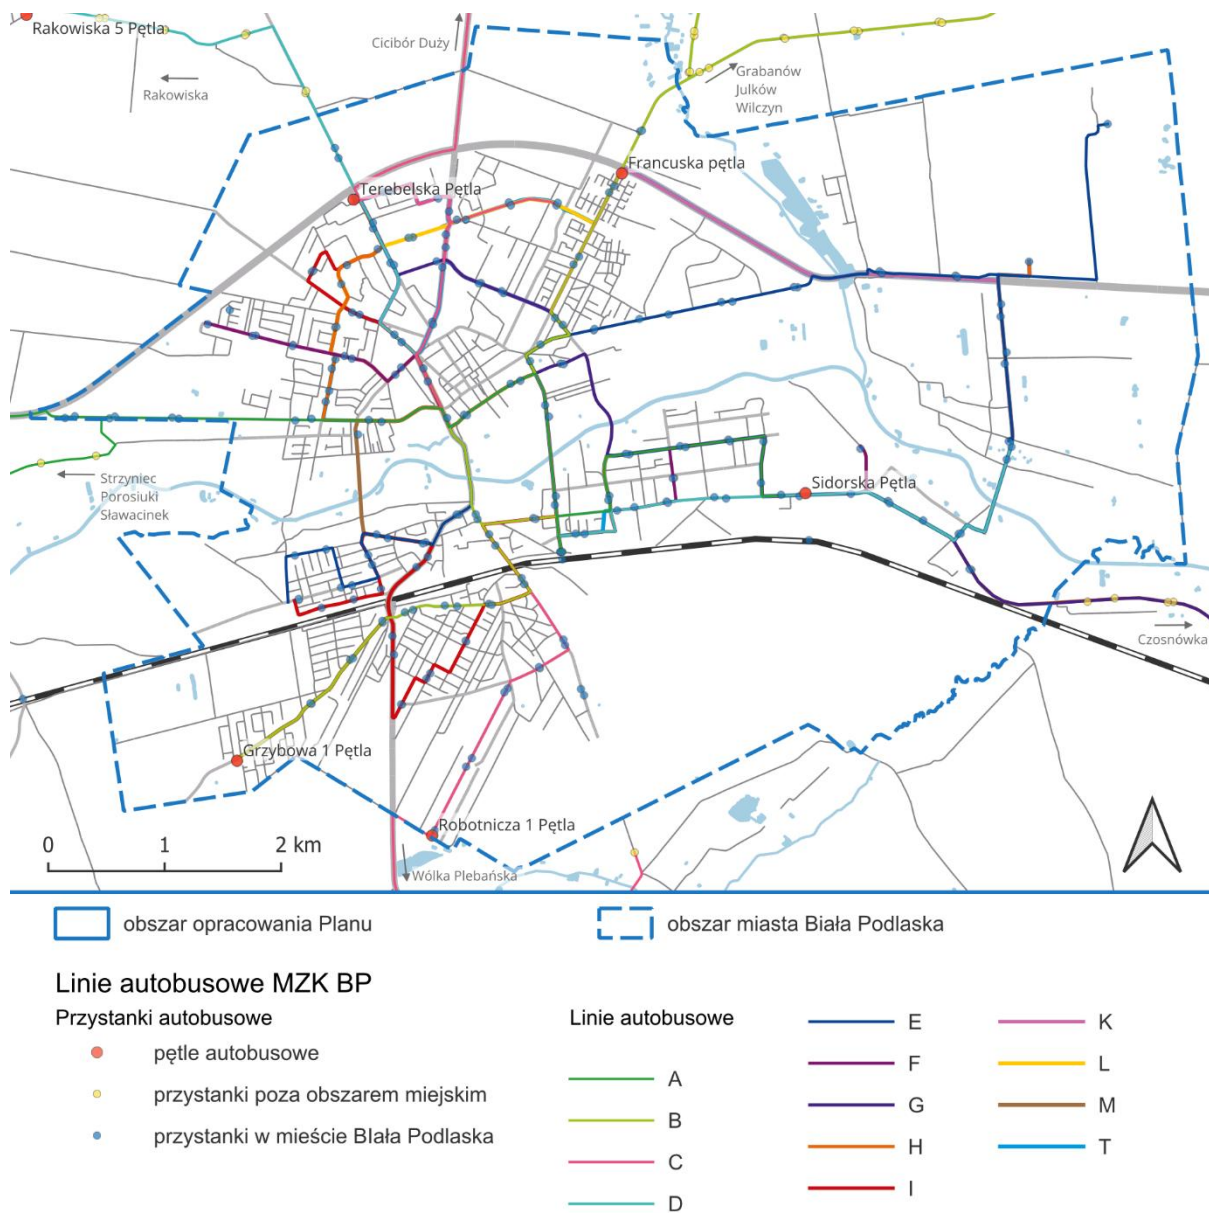 Rakowiska 5 Pętla
Cicibór Duży
Rakowiska
Grabanów
Julków
Wilczyn
Francuska pętla
Terebelska Pętla
Strzyniec
Porosiuki
Sławacinek
Sidorska Pętla
Czosnówka
Grzybowa 1 Pętla
Robotnicza 1 Pętla
Wólka Plebańska
0 1 2 km
obszar opracowania Planu
obszar miasta Biała Podlaska
Linie autobusowe MZK BP
Przystanki autobusowe
pętle autobusowe
przystanki poza obszarem miejskim
przystanki w mieście BIała Podlaska
Linie autobusowe
A
B
C
D
E
F
G
H
I
K
L
M
T